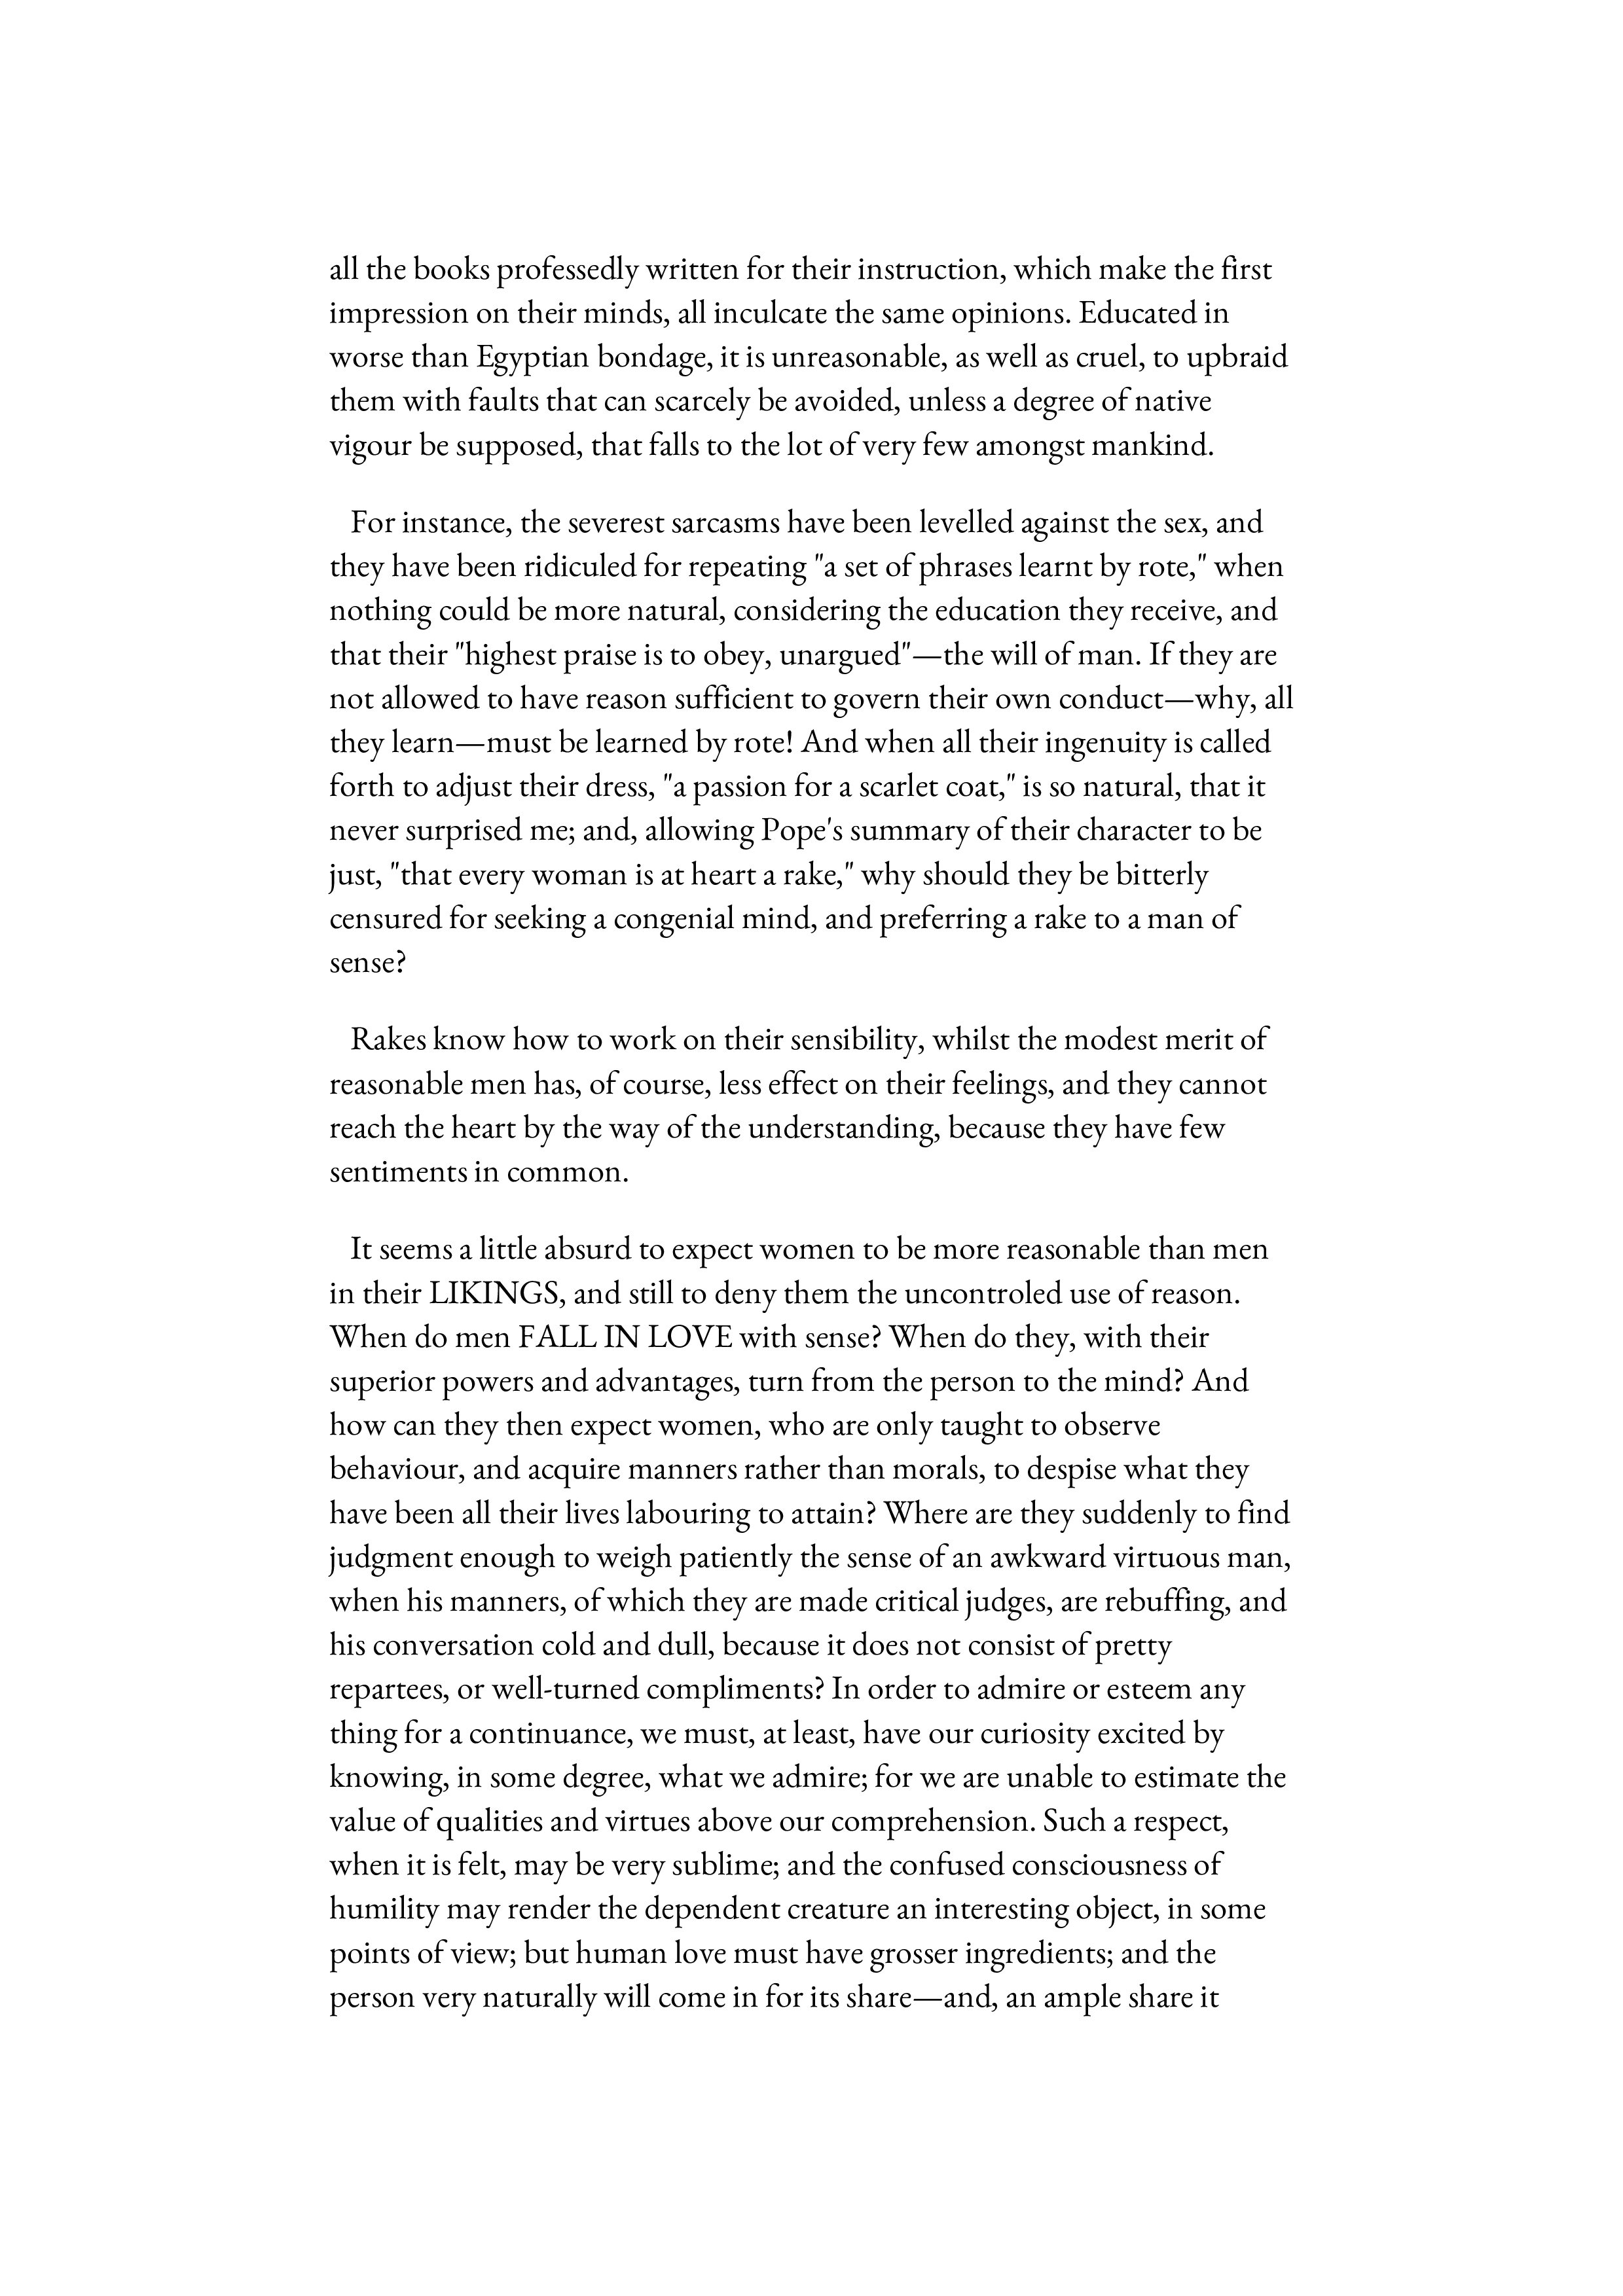 all the books professedly written for their instruction, which make the first
impression on their minds, all inculcate the same opinions. Educated in
worse than Egyptian bondage, it is unreasonable, as well as cruel, to upbraid
them with faults that can scarcely be avoided, unless a degree of native
vigour be supposed, that falls to the lot of very few amongst mankind.
For instance, the severest sarcasms have been levelled against the sex, and
they have been ridiculed for repeating "a set of phrases learnt by rote," when
nothing could be more natural, considering the education they receive, and
that their "highest praise is to obey, unargued"—the will of man. If they are
not allowed to have reason sufficient to govern their own conduct—why, all
they learn—must be learned by rote! And when all their ingenuity is called
forth to adjust their dress, "a passion for a scarlet coat," is so natural, that it
never surprised me; and, allowing Pope's summary of their character to be
just, "that every woman is at heart a rake," why should they be bitterly
censured for seeking a congenial mind, and preferring a rake to a man of
sense?
Rakes know how to work on their sensibility, whilst the modest merit of
reasonable men has, of course, less effect on their feelings, and they cannot
reach the heart by the way of the understanding, because they have few
sentiments in common.
It seems a little absurd to expect women to be more reasonable than men
in their LIKINGS, and still to deny them the uncontroled use of reason.
When do men FALL IN LOVE with sense? When do they, with their
superior powers and advantages, turn from the person to the mind? And
how can they then expect women, who are only taught to observe
behaviour, and acquire manners rather than morals, to despise what they
have been all their lives labouring to attain? Where are they suddenly to find
judgment enough to weigh patiently the sense of an awkward virtuous man,
when his manners, of which they are made critical judges, are rebuffing, and
his conversation cold and dull, because it does not consist of pretty
repartees, or well-turned compliments? In order to admire or esteem any
thing for a continuance, we must, at least, have our curiosity excited by
knowing, in some degree, what we admire; for we are unable to estimate the
value of qualities and virtues above our comprehension. Such a respect,
when it is felt, may be very sublime; and the confused consciousness of
humility may render the dependent creature an interesting object, in some
points of view; but human love must have grosser ingredients; and the
person very naturally will come in for its share—and, an ample share it